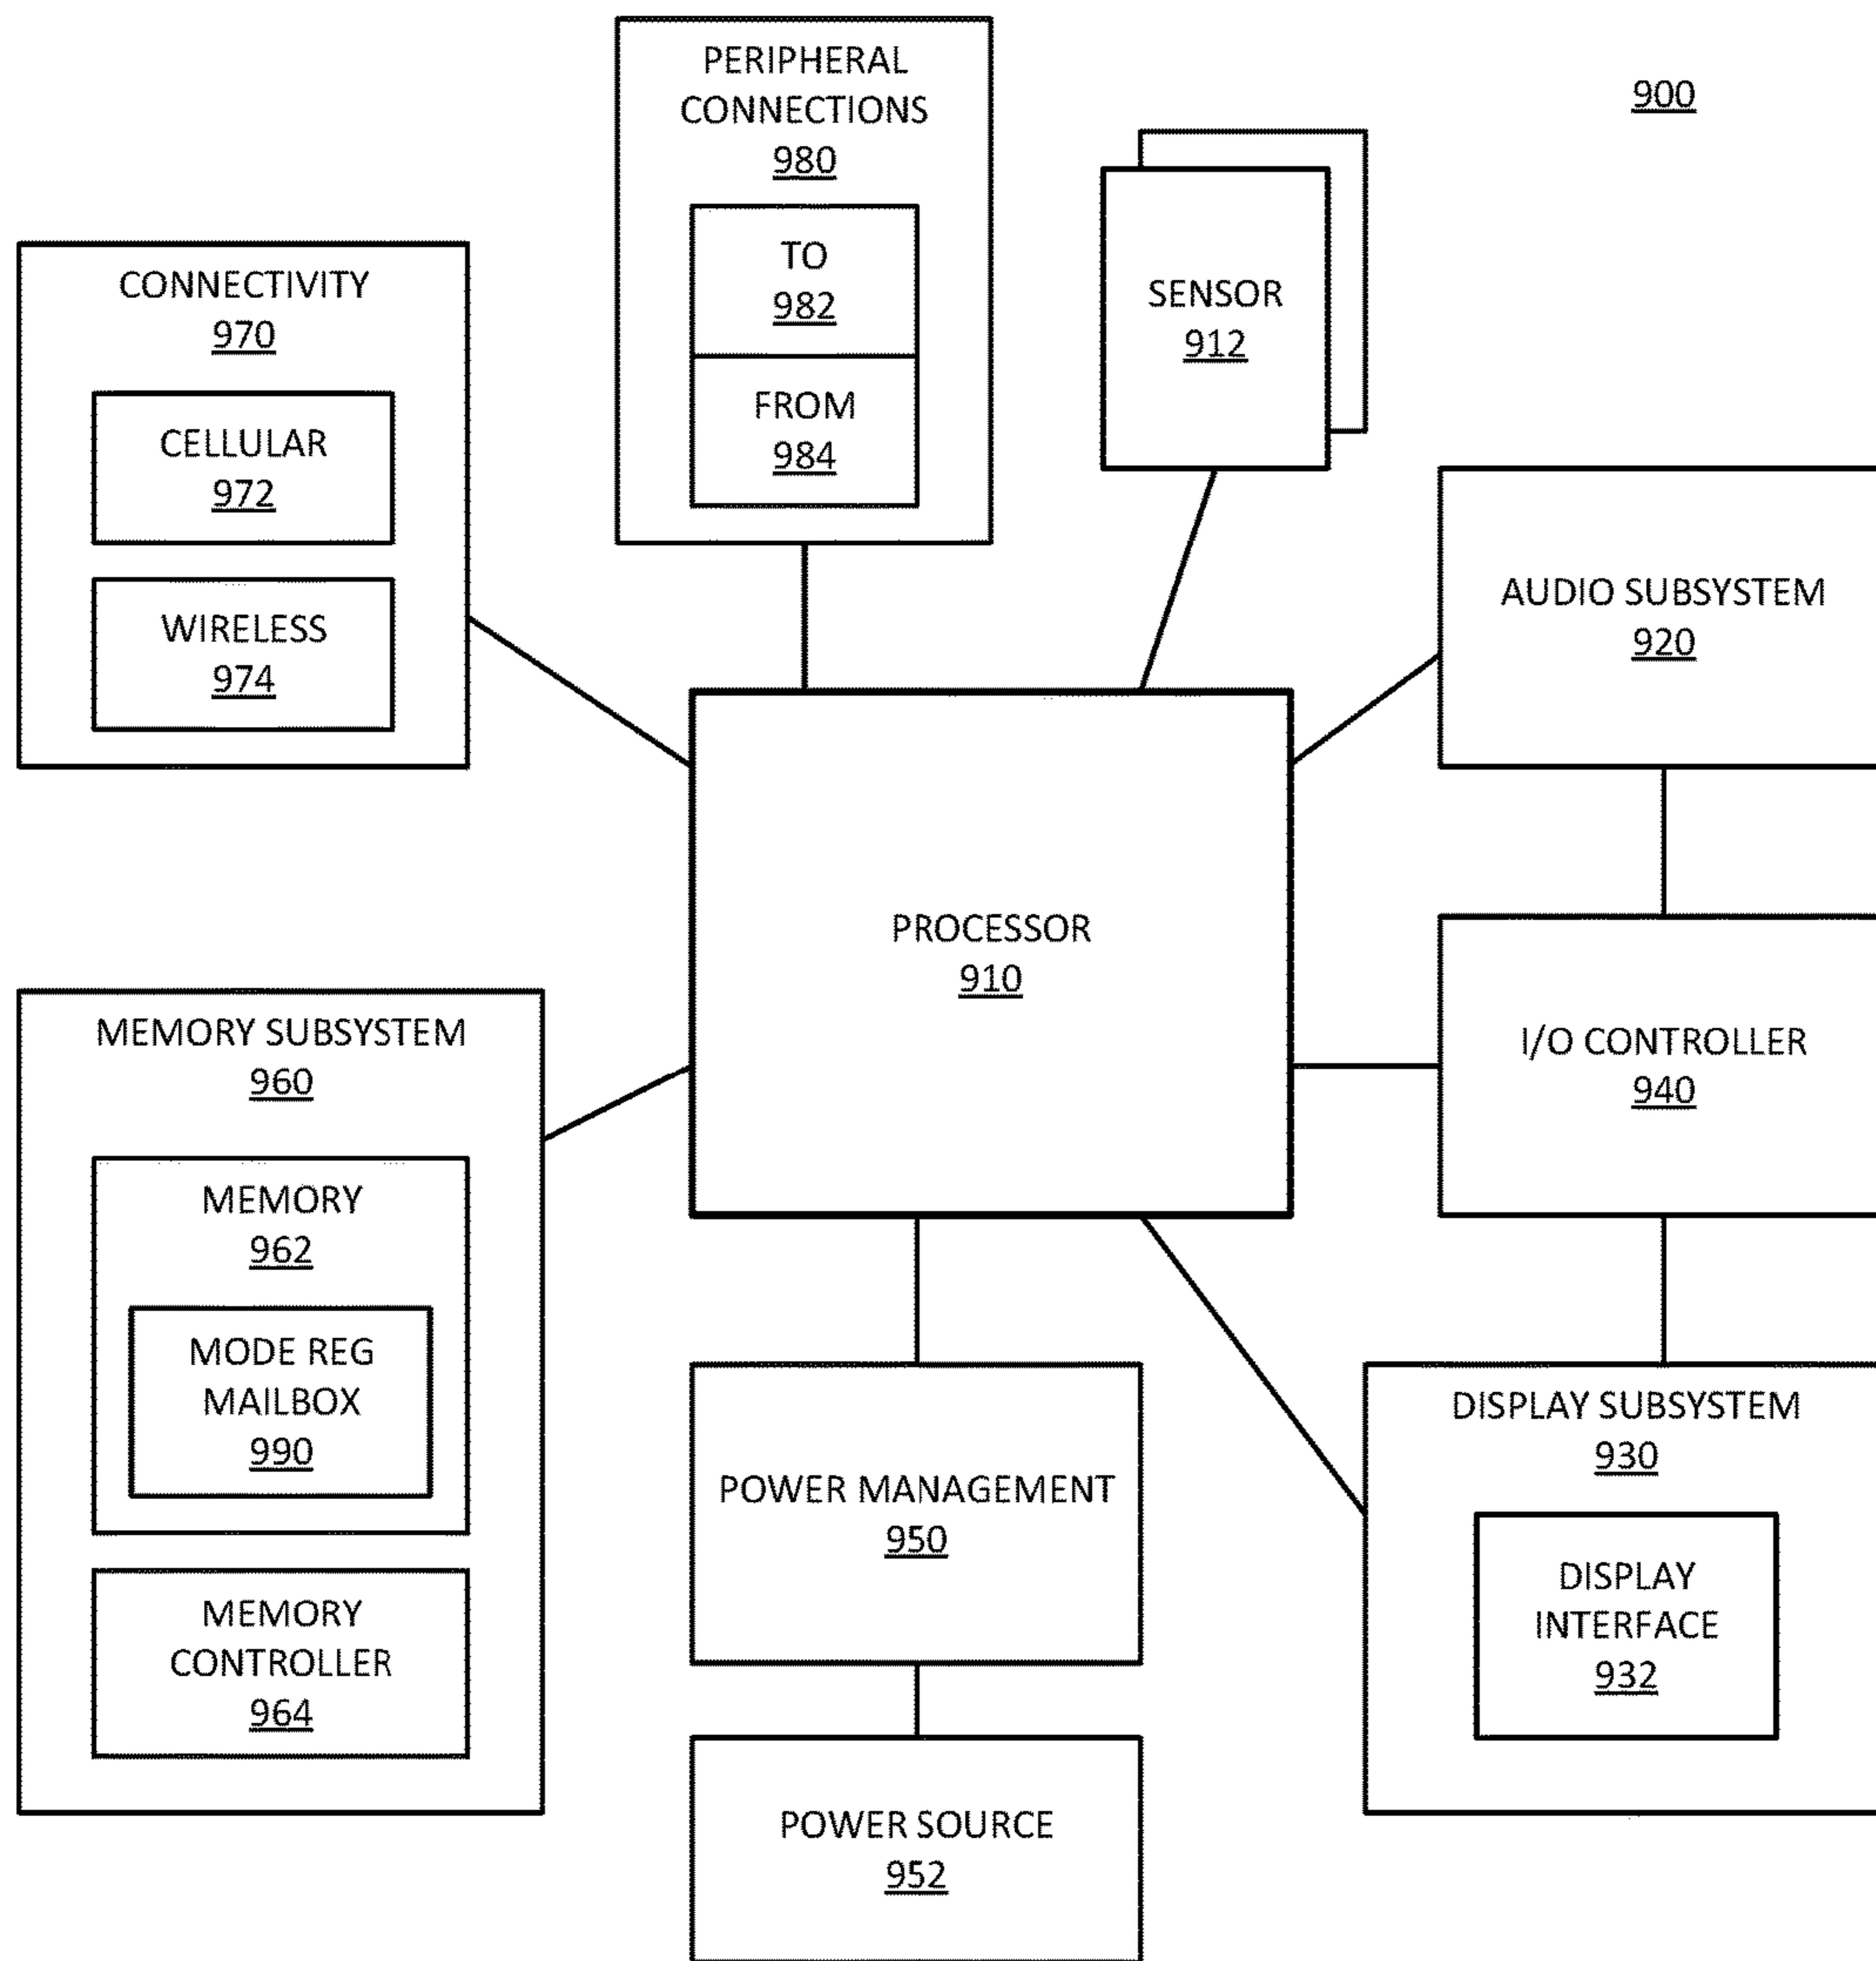 PERIPHERAL
CONNECTIONS
980
TO
982
FROM
984
900
SENSOR
912
CONNECTIVITY
970
CELLULAR
972
WIRELESS
974
AUDIO SUBSYSTEM
920
PROCESSOR
910
I/O CONTROLLER
940
MEMORY SUBSYSTEM
960
MEMORY
962
MODE REG
MAILBOX
990
MEMORY
CONTROLLER
964
POWER MANAGEMENT
950
POWER SOURCE
952
DISPLAY SUBSYSTEM
930
DISPLAY
INTERFACE
932